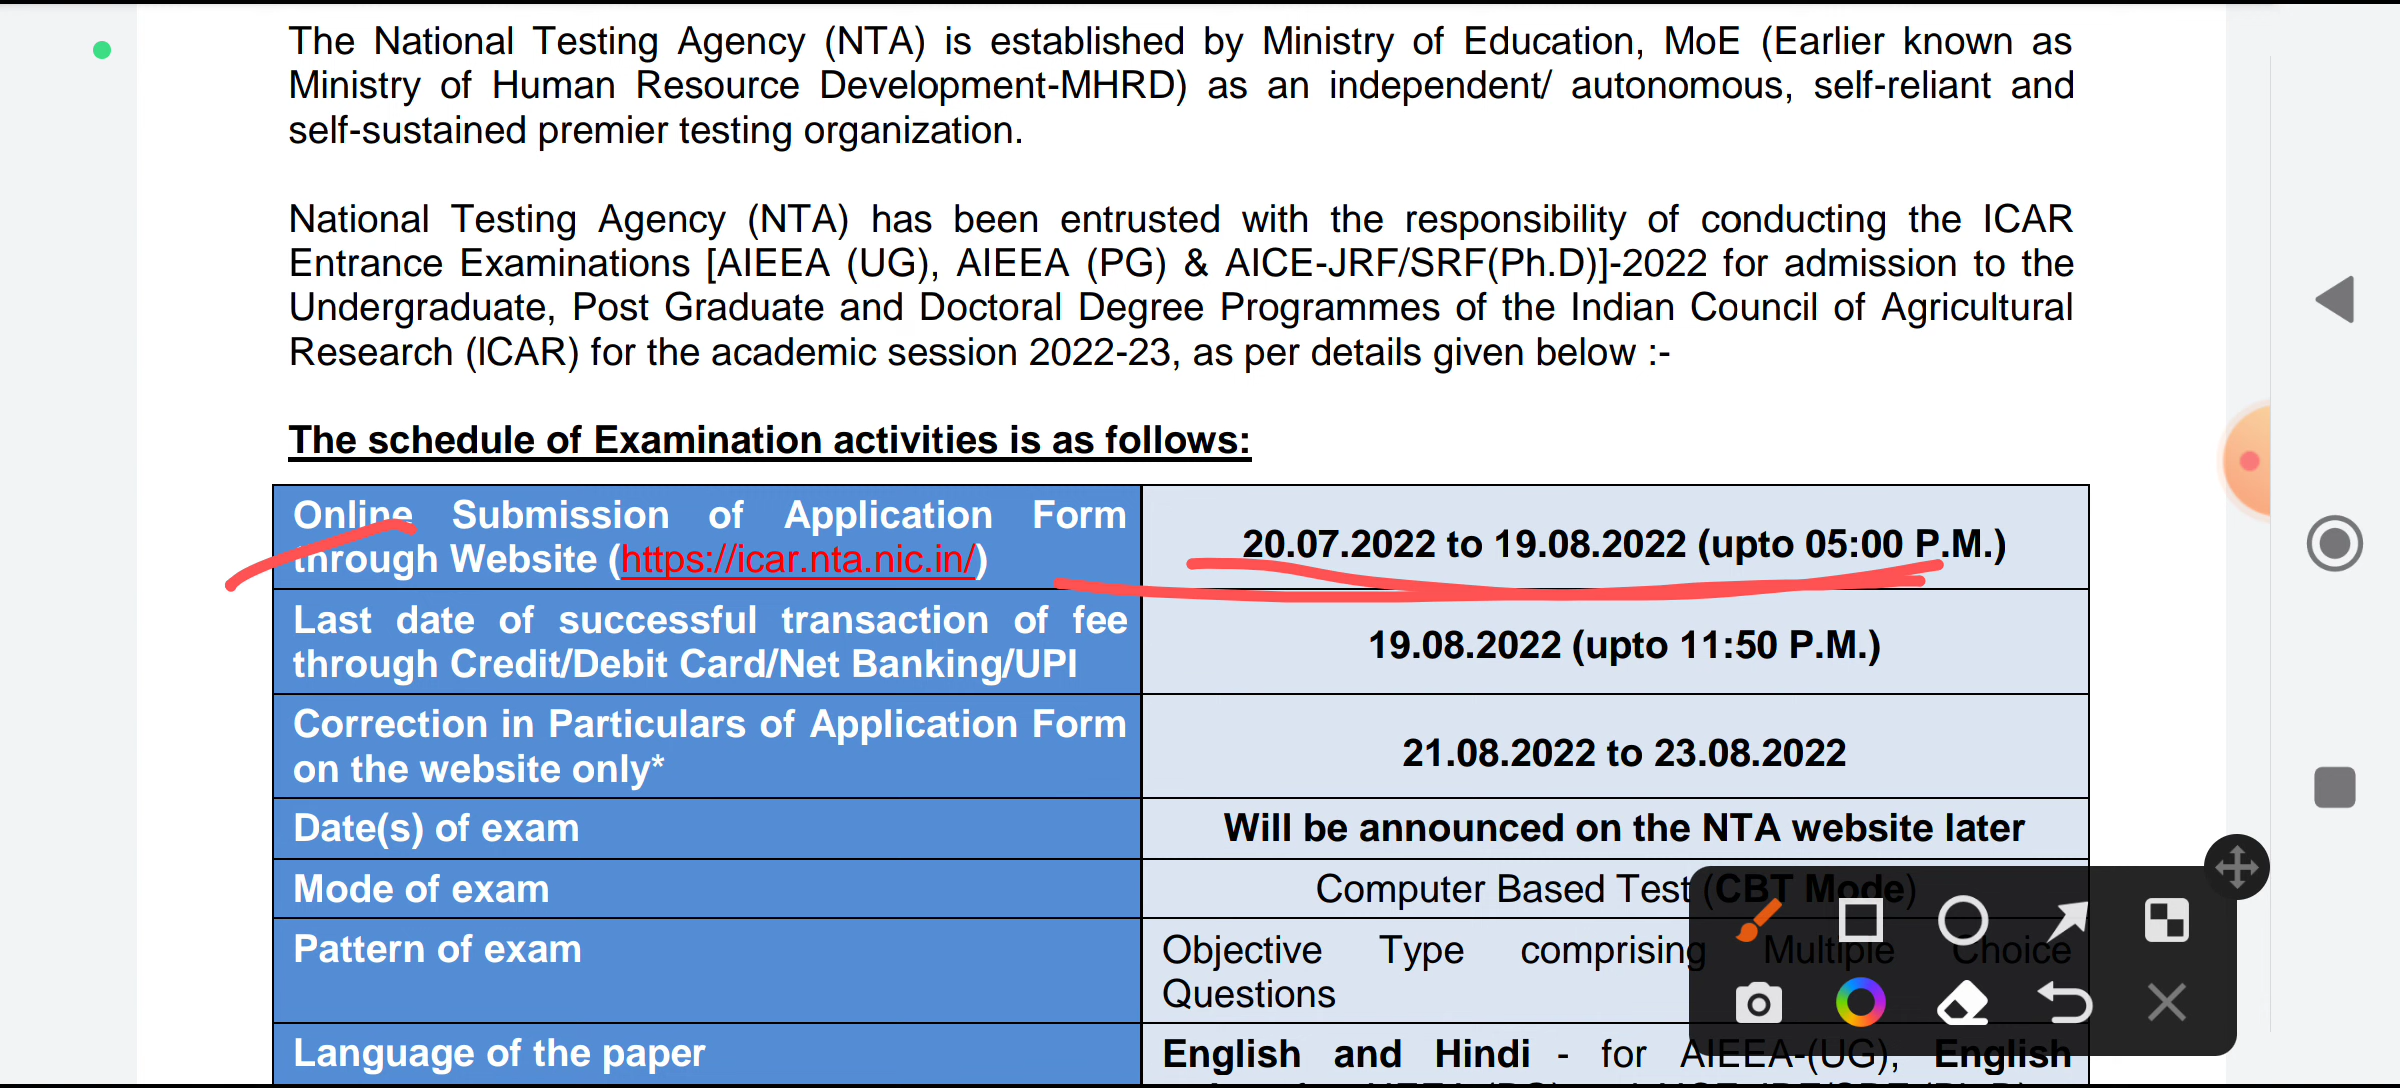 The National Testing Agency (NTA) is established by Ministry of Education, MoE (Earlier known as
Ministry of Human Resource Development-MHRD) as an independent/ autonomous, self-reliant and
self-sustained premier testing organization.
National Testing Agency (NTA) has been entrusted with the responsibility of conducting the ICAR
Entrance Examinations [AIEEA (UG), AIEEA (PG) & AICE-JRF/SRF(Ph.D)]-2022 for admission to the
Undergraduate, Post Graduate and Doctoral Degree Programmes of the Indian Council of Agricultural
Research (ICAR) for the academic session 2022-23, as per details given below :-
The schedule of Examination activities is as follows:
Online Submission of Application Form
through Website (https://icar.nta.nic.in/)
20.07.2022 to 19.08.2022 (upto 05:00 P.M.)
Last date of successful transaction of fee
through Credit/Debit Card/Net Banking/UPI
19.08.2022 (upto 11:50 P.M.)
Correction in Particulars of Application Form
on the website only*
21.08.2022 to 23.08.2022
Date(s) of exam
Will be announced on the NTA website later
Mode of exam
Computer Based Test (CBT Mode)
Pattern of exam
Objective Type comprising Multiple Choice
Questions
Language of the paper
English and Hindi - for AIEEA-(UG), English